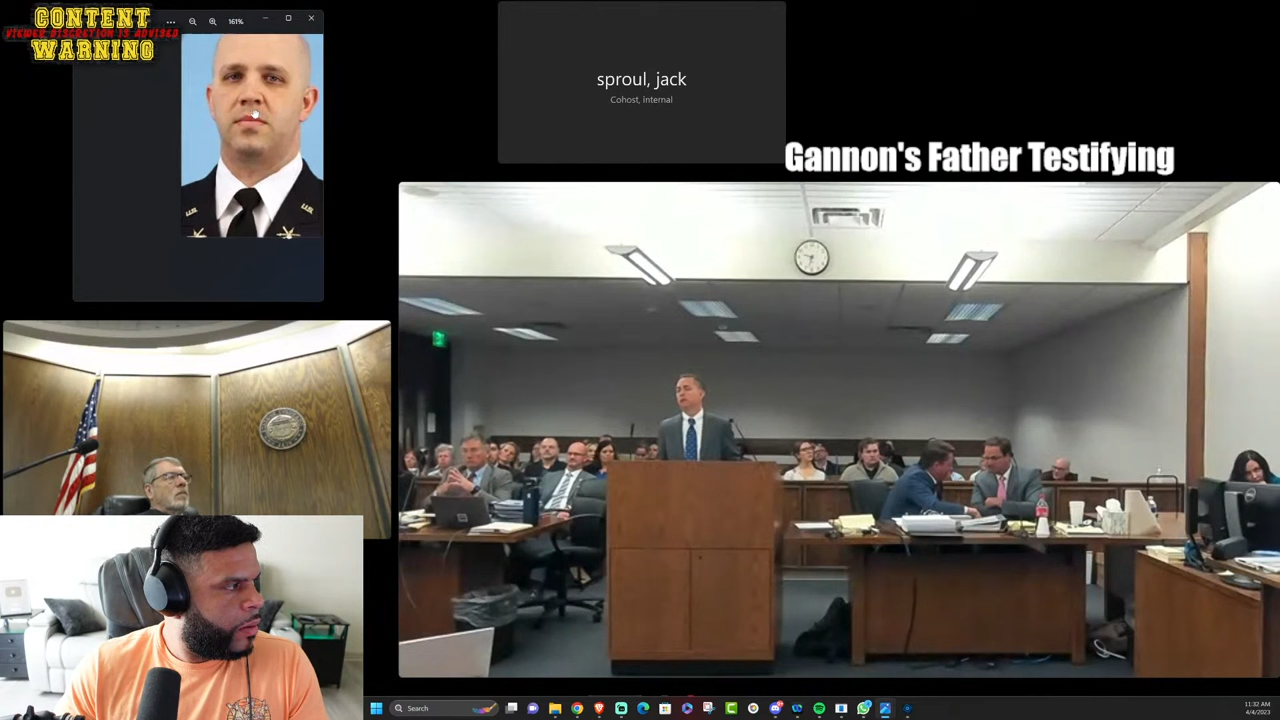 CONTENT
VIEWER DISCRETION IS ADVISED
WARNING
161%
sproul, jack
Cohost, internal
Gannon's Father Testifying
U.S.
U.S.
Search
11:32 AM
4/4/2023